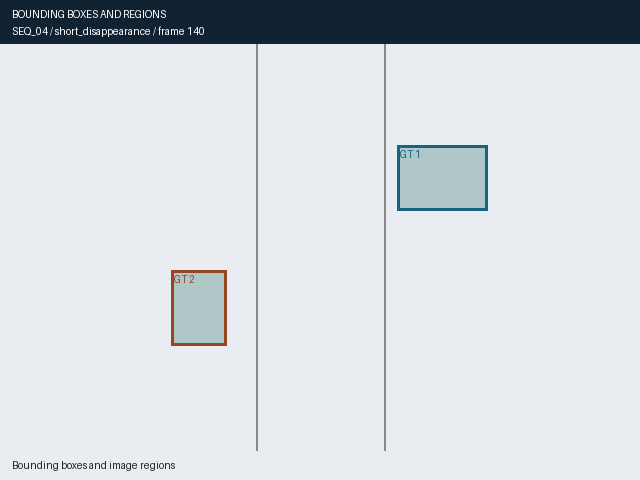 BOUNDING BOXES AND REGIONS
SEQ_04 / short_disappearance / frame 140
GT1
GT2
Bounding boxes and image regions